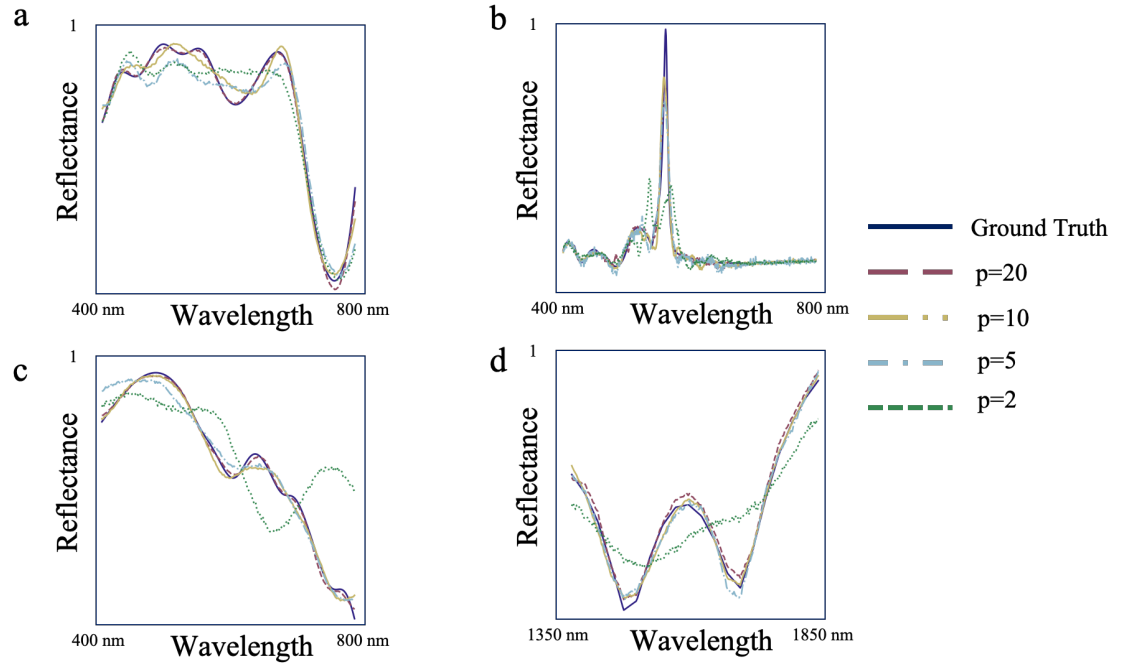 a
1
Reflectance
400 nm
Wavelength
800 nm
b
1
Reflectance
400 nm
Wavelength
800 nm
Ground Truth
p=20
p=10
p=5
p=2
c
1
Reflectance
400 nm
Wavelength
800 nm
d
1
Reflectance
1350 nm
Wavelength
1850 nm